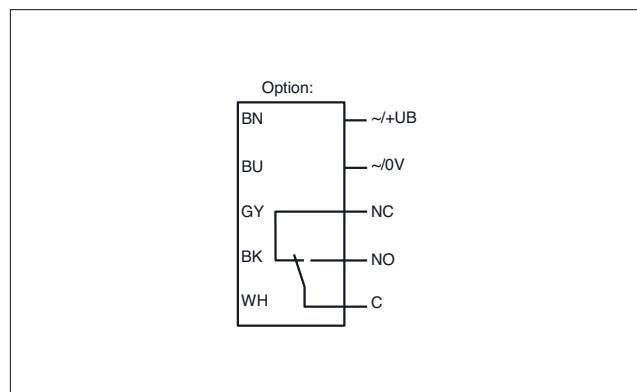 Option:
BN ~/+UB
BU ~/0V
GY NC
BK NO
WH C